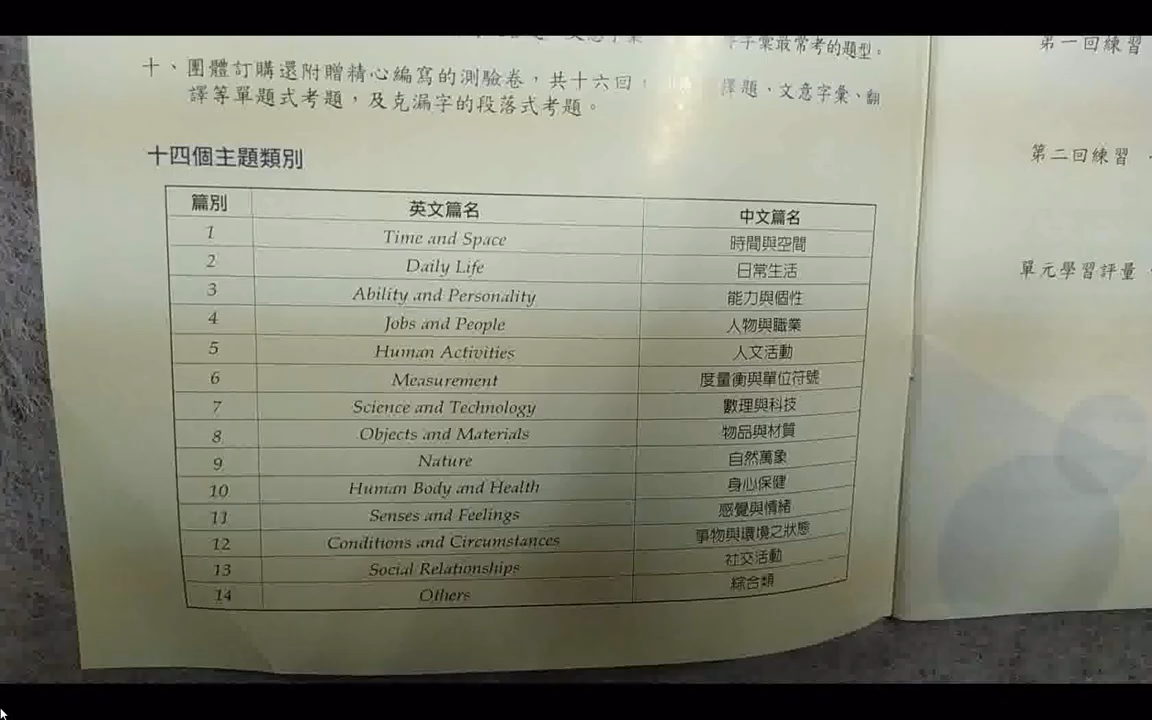 字彙最常考的題型。
十、團體訂購還附贈精心編寫的測驗卷，共十六回
擇題、文意字彙、翻
譯等單題式考題，及克漏字的段落式考題。
十四個主題類別
篇別 英文篇名 中文篇名
1 Time and Space 時間與空間
2 Daily Life 日常生活
3 Ability and Personality 能力與個性
4 Jobs and People 人物與職業
5 Human Activities 人文活動
6 Measurement 度量衡與單位符號
7 Science and Technology 數理與科技
8 Objects and Materials 物品與材質
9 Nature 自然萬象
10 Human Body and Health 身心保健
11 Senses and Feelings 感覺與情緒
12 Conditions and Circumstances 事物與環境之狀態
13 Social Relationships 社交活動
14 Others 綜合類
第一回練習
第二回練習
單元學習評量